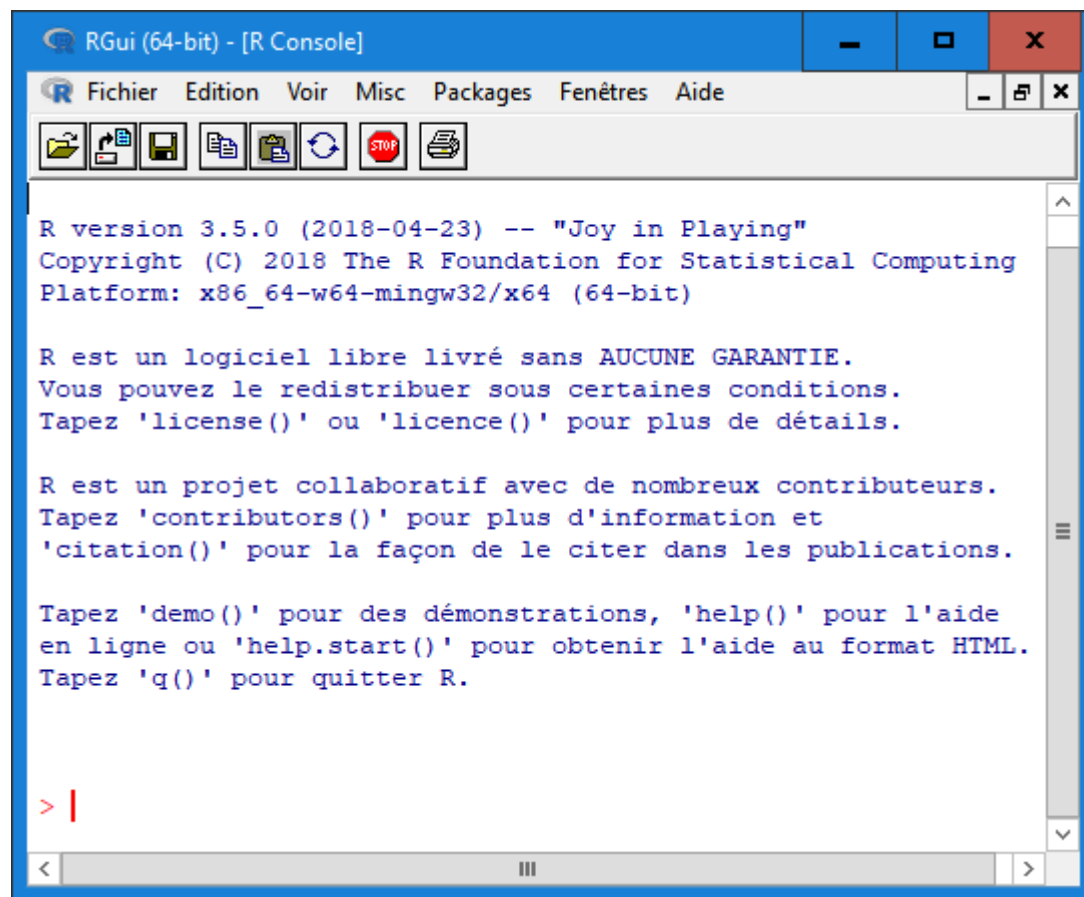 RGui (64-bit) - [R Console]
Fichier Edition Voir Misc Packages Fenêtres Aide
STOP
R version 3.5.0 (2018-04-23) -- "Joy in Playing"
Copyright (C) 2018 The R Foundation for Statistical Computing
Platform: x86_64-w64-mingw32/x64 (64-bit)
R est un logiciel libre livré sans AUCUNE GARANTIE.
Vous pouvez le redistribuer sous certaines conditions.
Tapez 'license()' ou 'licence()' pour plus de détails.
R est un projet collaboratif avec de nombreux contributeurs.
Tapez 'contributors()' pour plus d'information et
'citation()' pour la façon de le citer dans les publications.
Tapez 'demo()' pour des démonstrations, 'help()' pour l'aide
en ligne ou 'help.start()' pour obtenir l'aide au format HTML.
Tapez 'q()' pour quitter R.
>